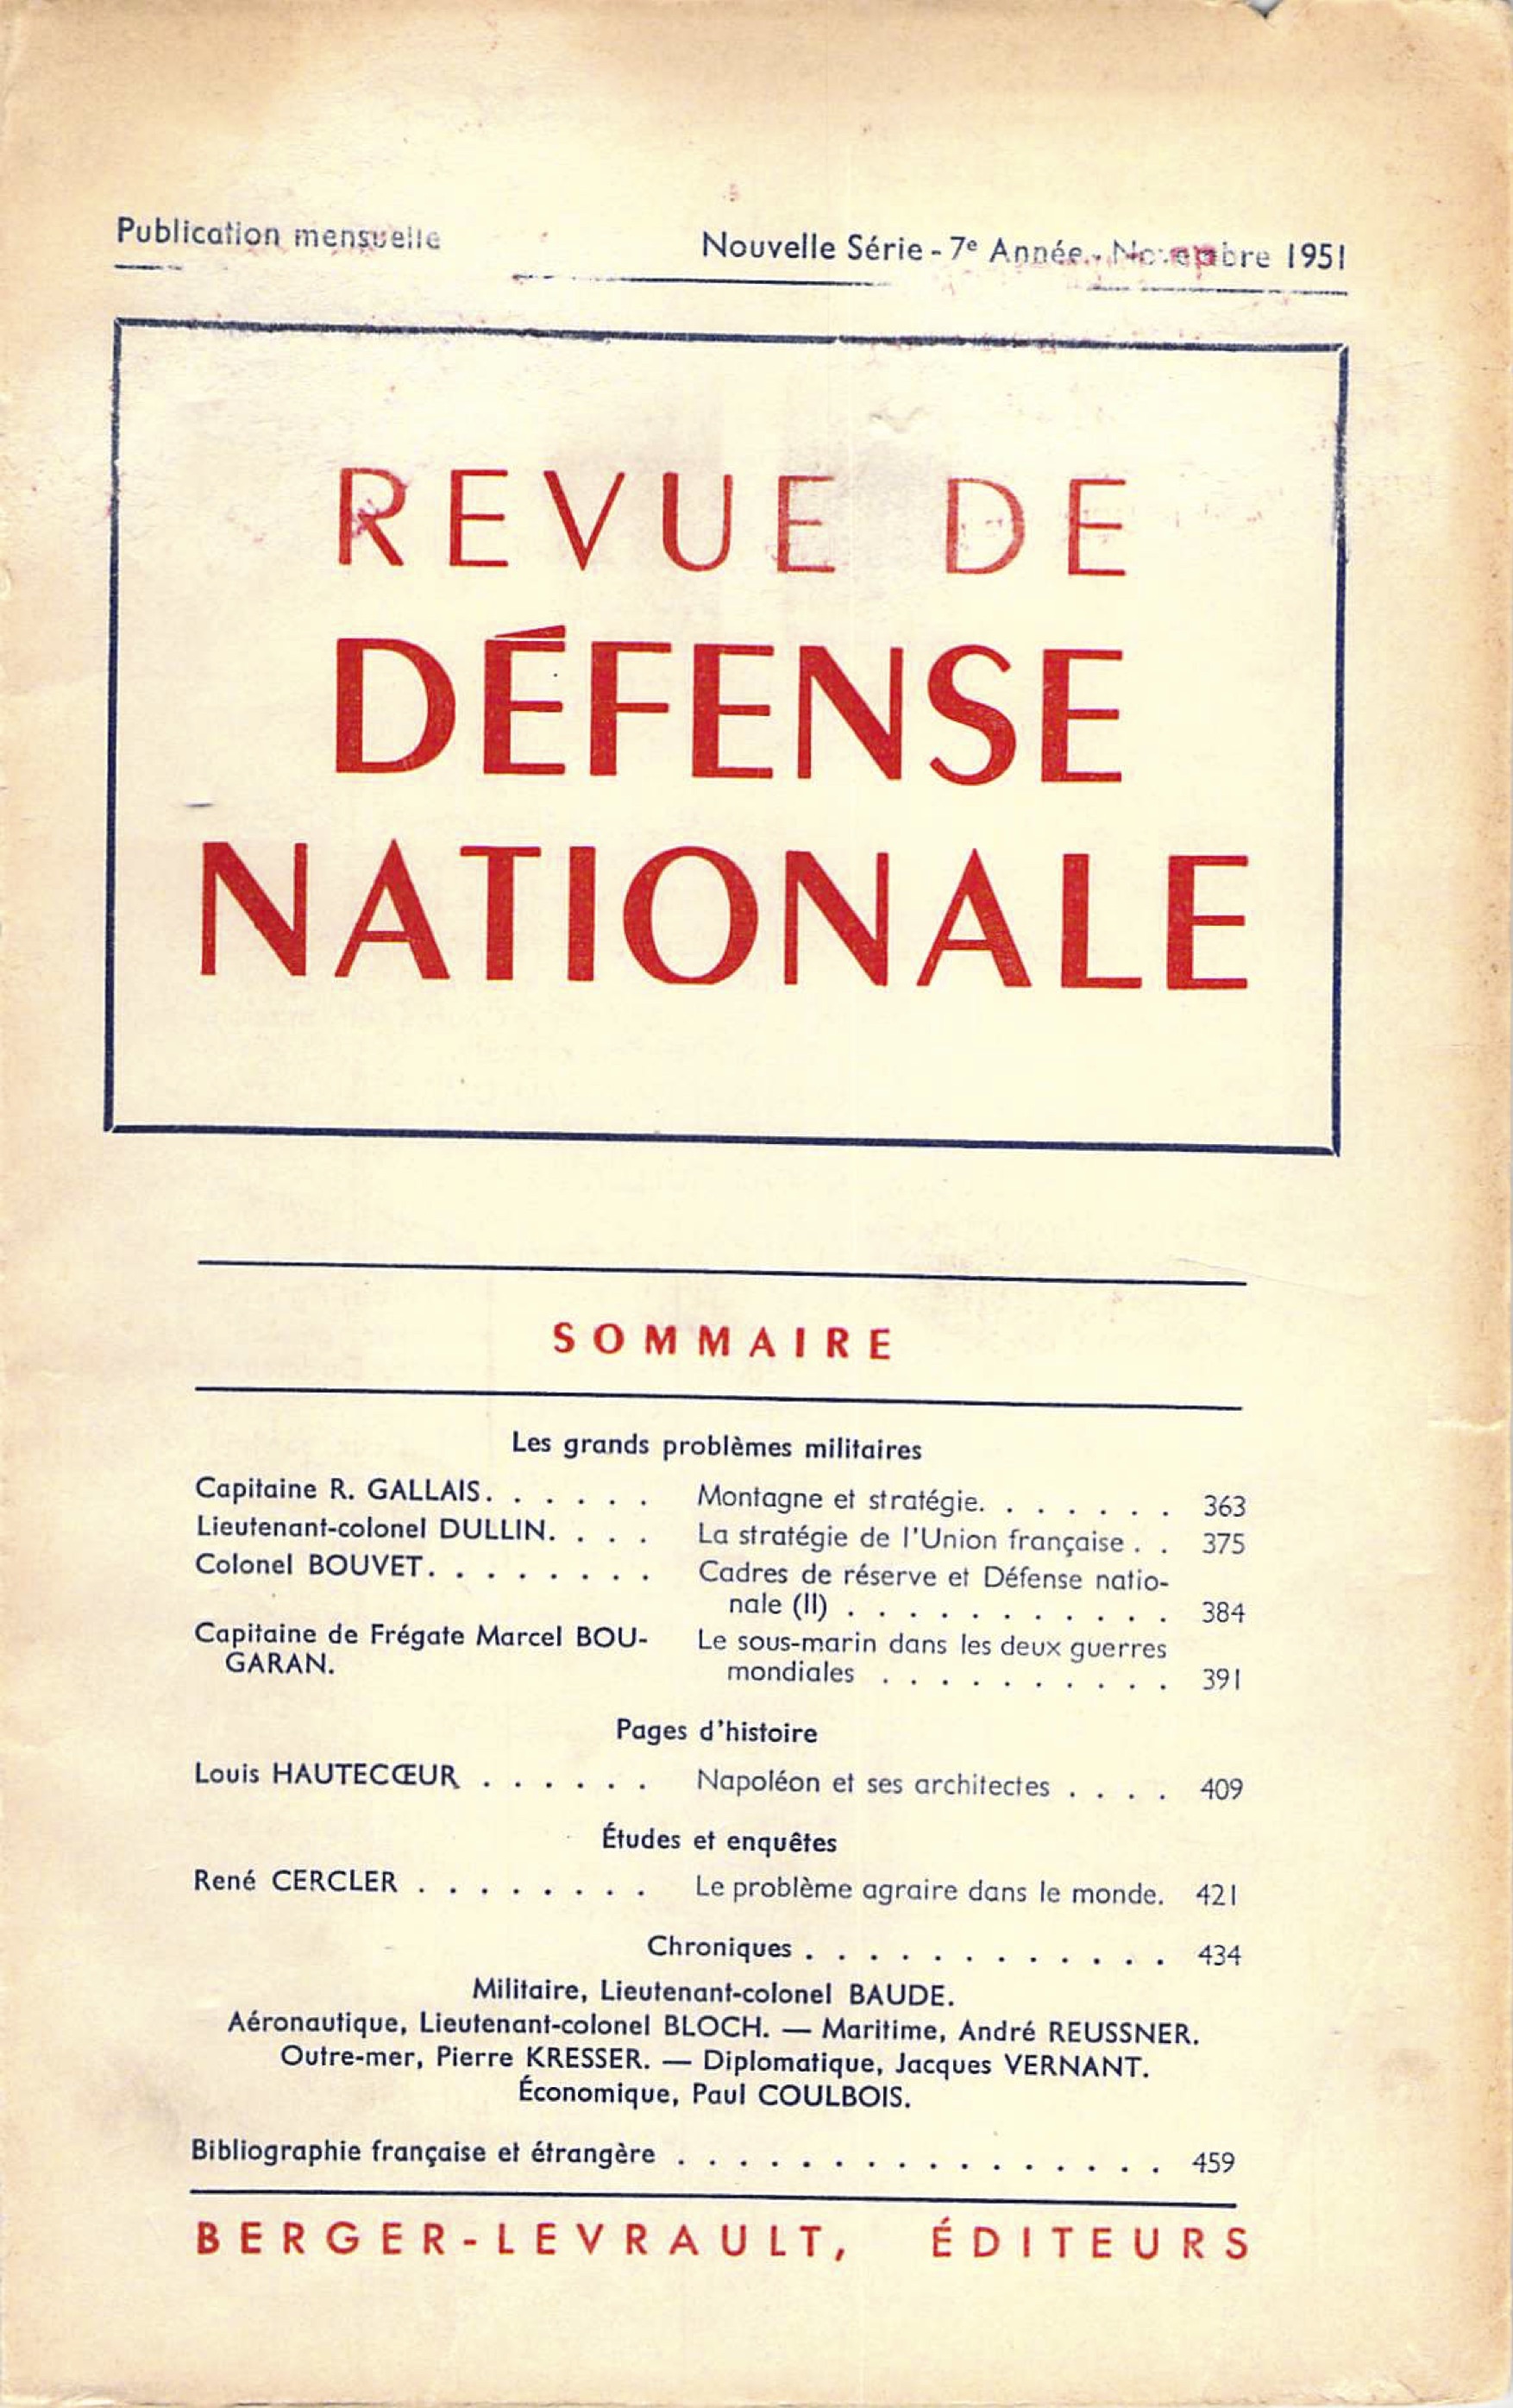 Publication mensuelle
Nouvelle Série - 7e Année - Novembre 1951
REVUE DE
DÉFENSE
NATIONALE
SOMMAIRE
Les grands problèmes militaires
Capitaine R. GALLAIS. . . . . . Montagne et stratégie. . . . . . . 363
Lieutenant-colonel DULLIN. . . . La stratégie de l'Union française . . 375
Colonel BOUVET. . . . . . . . Cadres de réserve et Défense natio-
nale (II) . . . . . . . . . . . 384
Capitaine de Frégate Marcel BOU- Le sous-marin dans les deux guerres
GARAN. mondiales . . . . . . . . . . 391
Pages d'histoire
Louis HAUTECŒUR . . . . . . Napoléon et ses architectes . . . . 409
Études et enquêtes
René CERCLER . . . . . . . . Le problème agraire dans le monde. 421
Chroniques . . . . . . . . . . . . 434
Militaire, Lieutenant-colonel BAUDE.
Aéronautique, Lieutenant-colonel BLOCH. — Maritime, André REUSSNER.
Outre-mer, Pierre KRESSER. — Diplomatique, Jacques VERNANT.
Économique, Paul COULBOIS.
Bibliographie française et étrangère . . . . . . . . . . . . . . . . 459
BERGER-LEVRAULT, ÉDITEURS